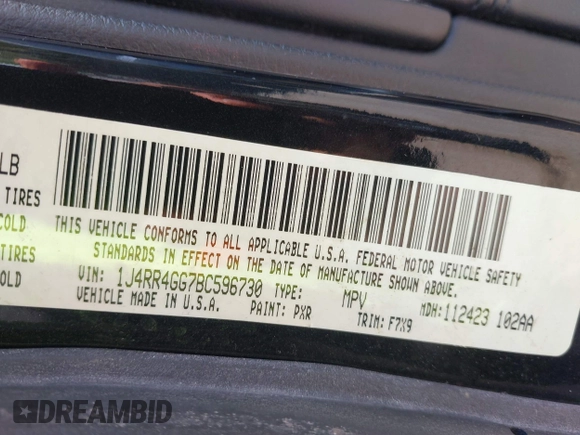 LB
TIRES
COLD
TIRES
COLD
THIS VEHICLE CONFORMS TO ALL APPLICABLE U.S.A. FEDERAL MOTOR VEHICLE SAFETY
STANDARDS IN EFFECT ON THE DATE OF MANUFACTURE SHOWN ABOVE.
VIN: 1J4RR4GG7BC596730 TYPE: MPV MDH:112423 102AA
VEHICLE MADE IN U.S.A. PAINT: PXR TRIM: F7X9
DREAMBID